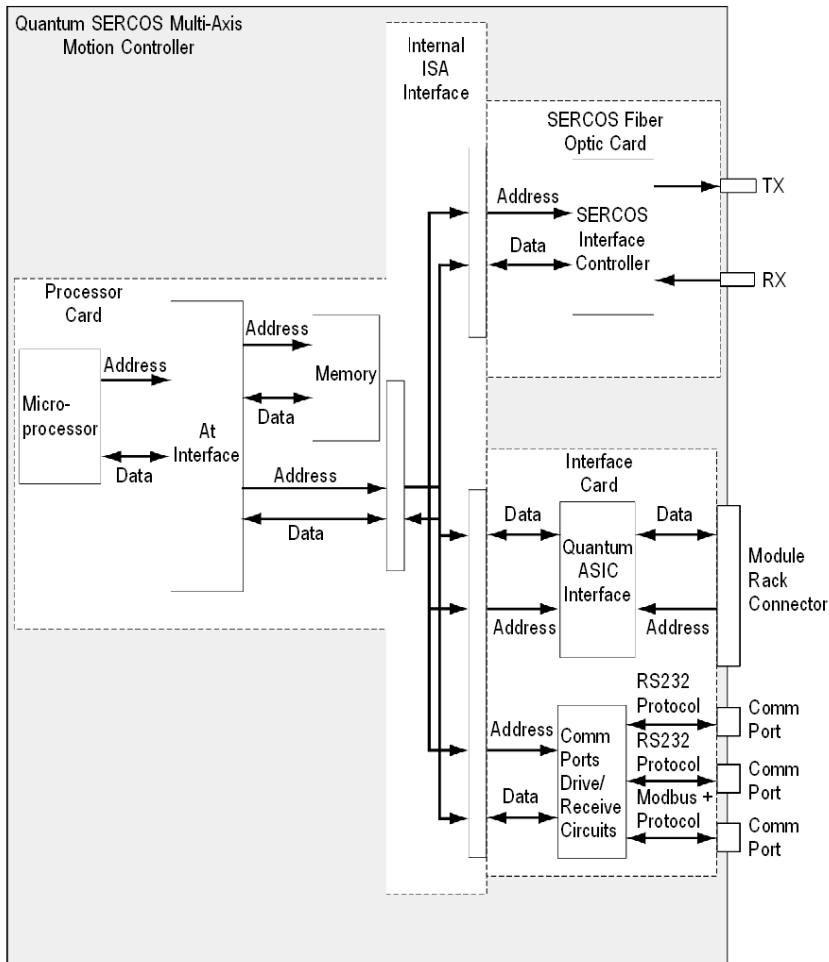 Quantum SERCOS Multi-Axis
Motion Controller
Internal
ISA
Interface
SERCOS Fiber
Optic Card
Address
Data
SERCOS
Interface
Controller
TX
RX
Processor
Card
Address
Data
Micro-
processor
At
Interface
Address
Data
Memory
Address
Data
Interface
Card
Data
Address
Quantum
ASIC
Interface
Data
Address
Module
Rack
Connector
Address
Data
Comm
Ports
Drive/
Receive
Circuits
RS232
Protocol
RS232
Protocol
Modbus +
Protocol
Comm
Port
Comm
Port
Comm
Port